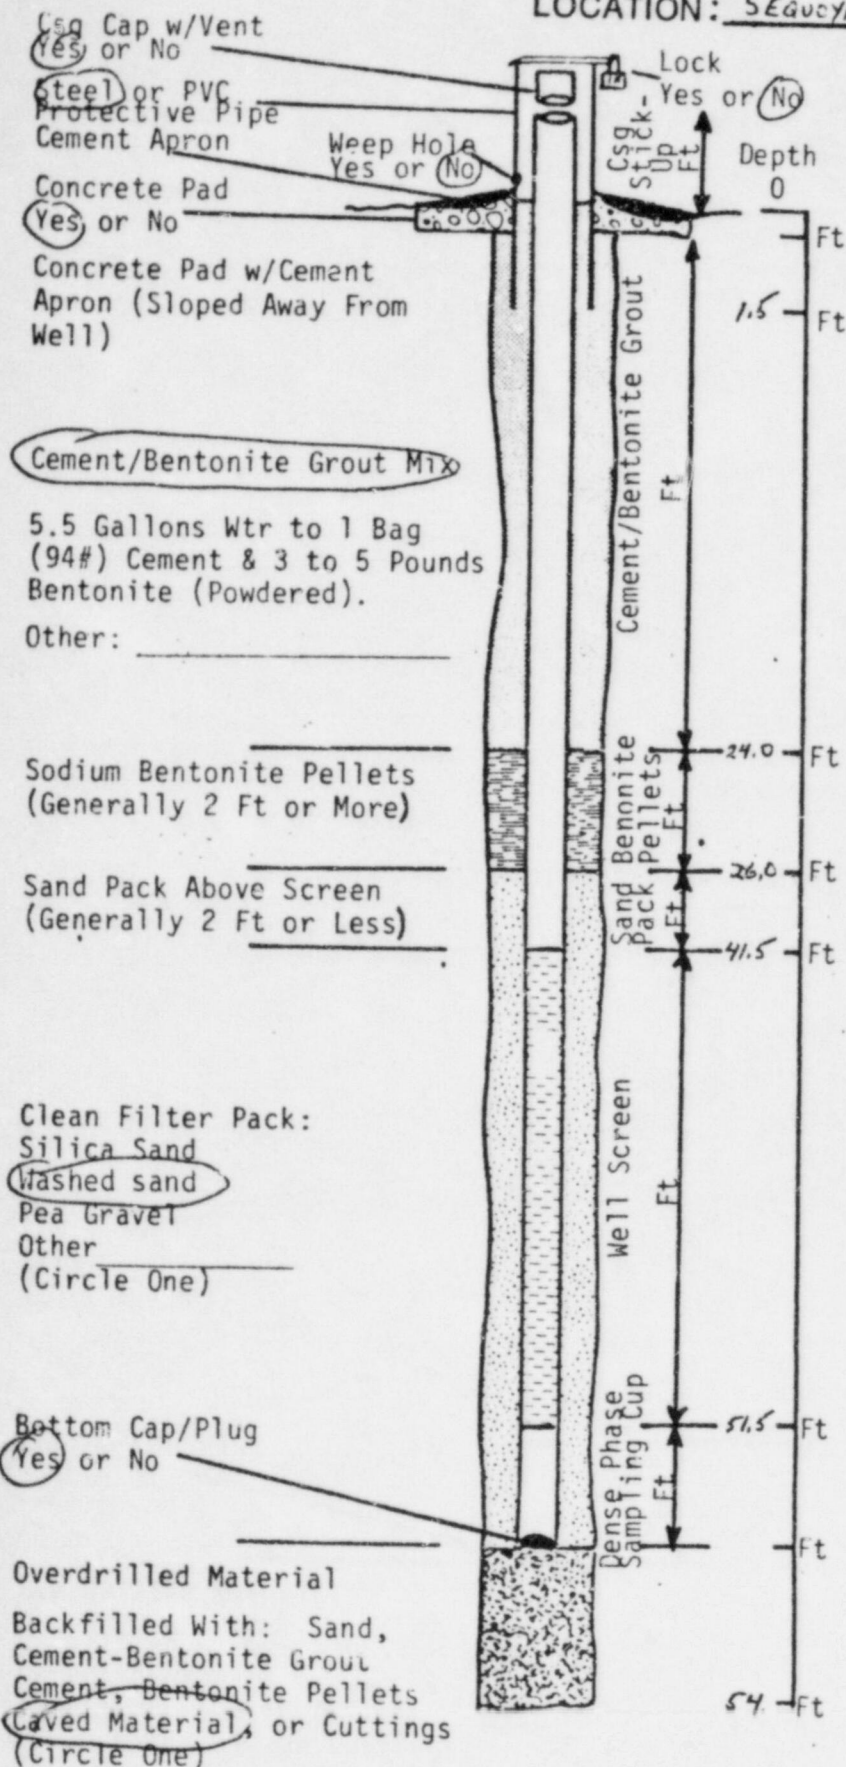 LOCATION: SEQUOY
Csg Cap w/Vent
Yes or No
Steel or PVC
Protective Pipe
Cement Apron
Weep Hole
Yes or No
Lock
Yes or No
Csg
Stick-
Up
Ft
Depth
0
Concrete Pad
Yes or No
Ft
Concrete Pad w/Cement
Apron (Sloped Away From
Well)
1.5 Ft
Cement/Bentonite Grout
Ft
Cement/Bentonite Grout Mix
5.5 Gallons Wtr to 1 Bag
(94#) Cement & 3 to 5 Pounds
Bentonite (Powdered).
Other:
24.0 Ft
Sodium Bentonite Pellets
(Generally 2 Ft or More)
Benonite
Pellets
Ft
26.0 Ft
Sand Pack Above Screen
(Generally 2 Ft or Less)
Sand
Pack
Ft
41.5 Ft
Clean Filter Pack:
Silica Sand
Washed sand
Pea Gravel
Other
(Circle One)
Well Screen
Ft
51.5 Ft
Bottom Cap/Plug
Yes or No
Dense Phase
Sampling Cup
Ft
Ft
Overdrilled Material
Backfilled With: Sand,
Cement-Bentonite Grout
Cement, Bentonite Pellets
Caved Material, or Cuttings
(Circle One)
54 Ft